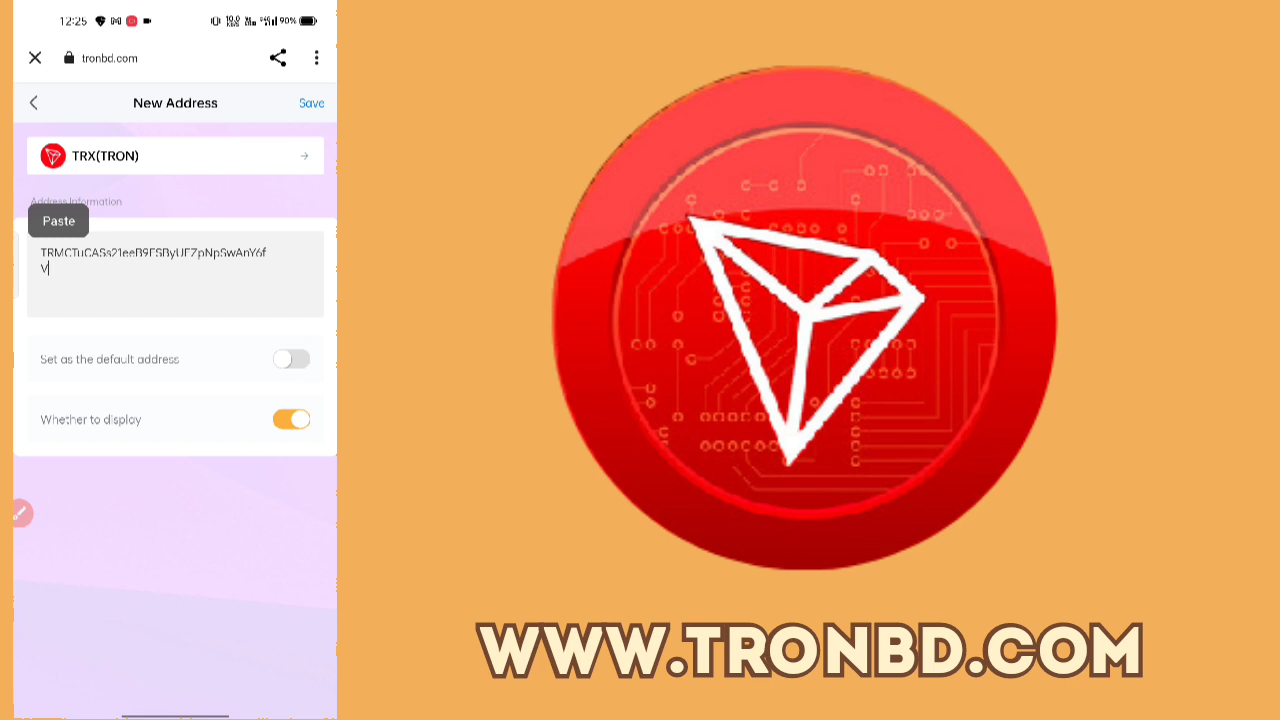 12:25
90%
tronbd.com
New Address
Save
TRX(TRON)
Address Information
Paste
V
Set as the default address
Whether to display
WWW.TRONBD.COM